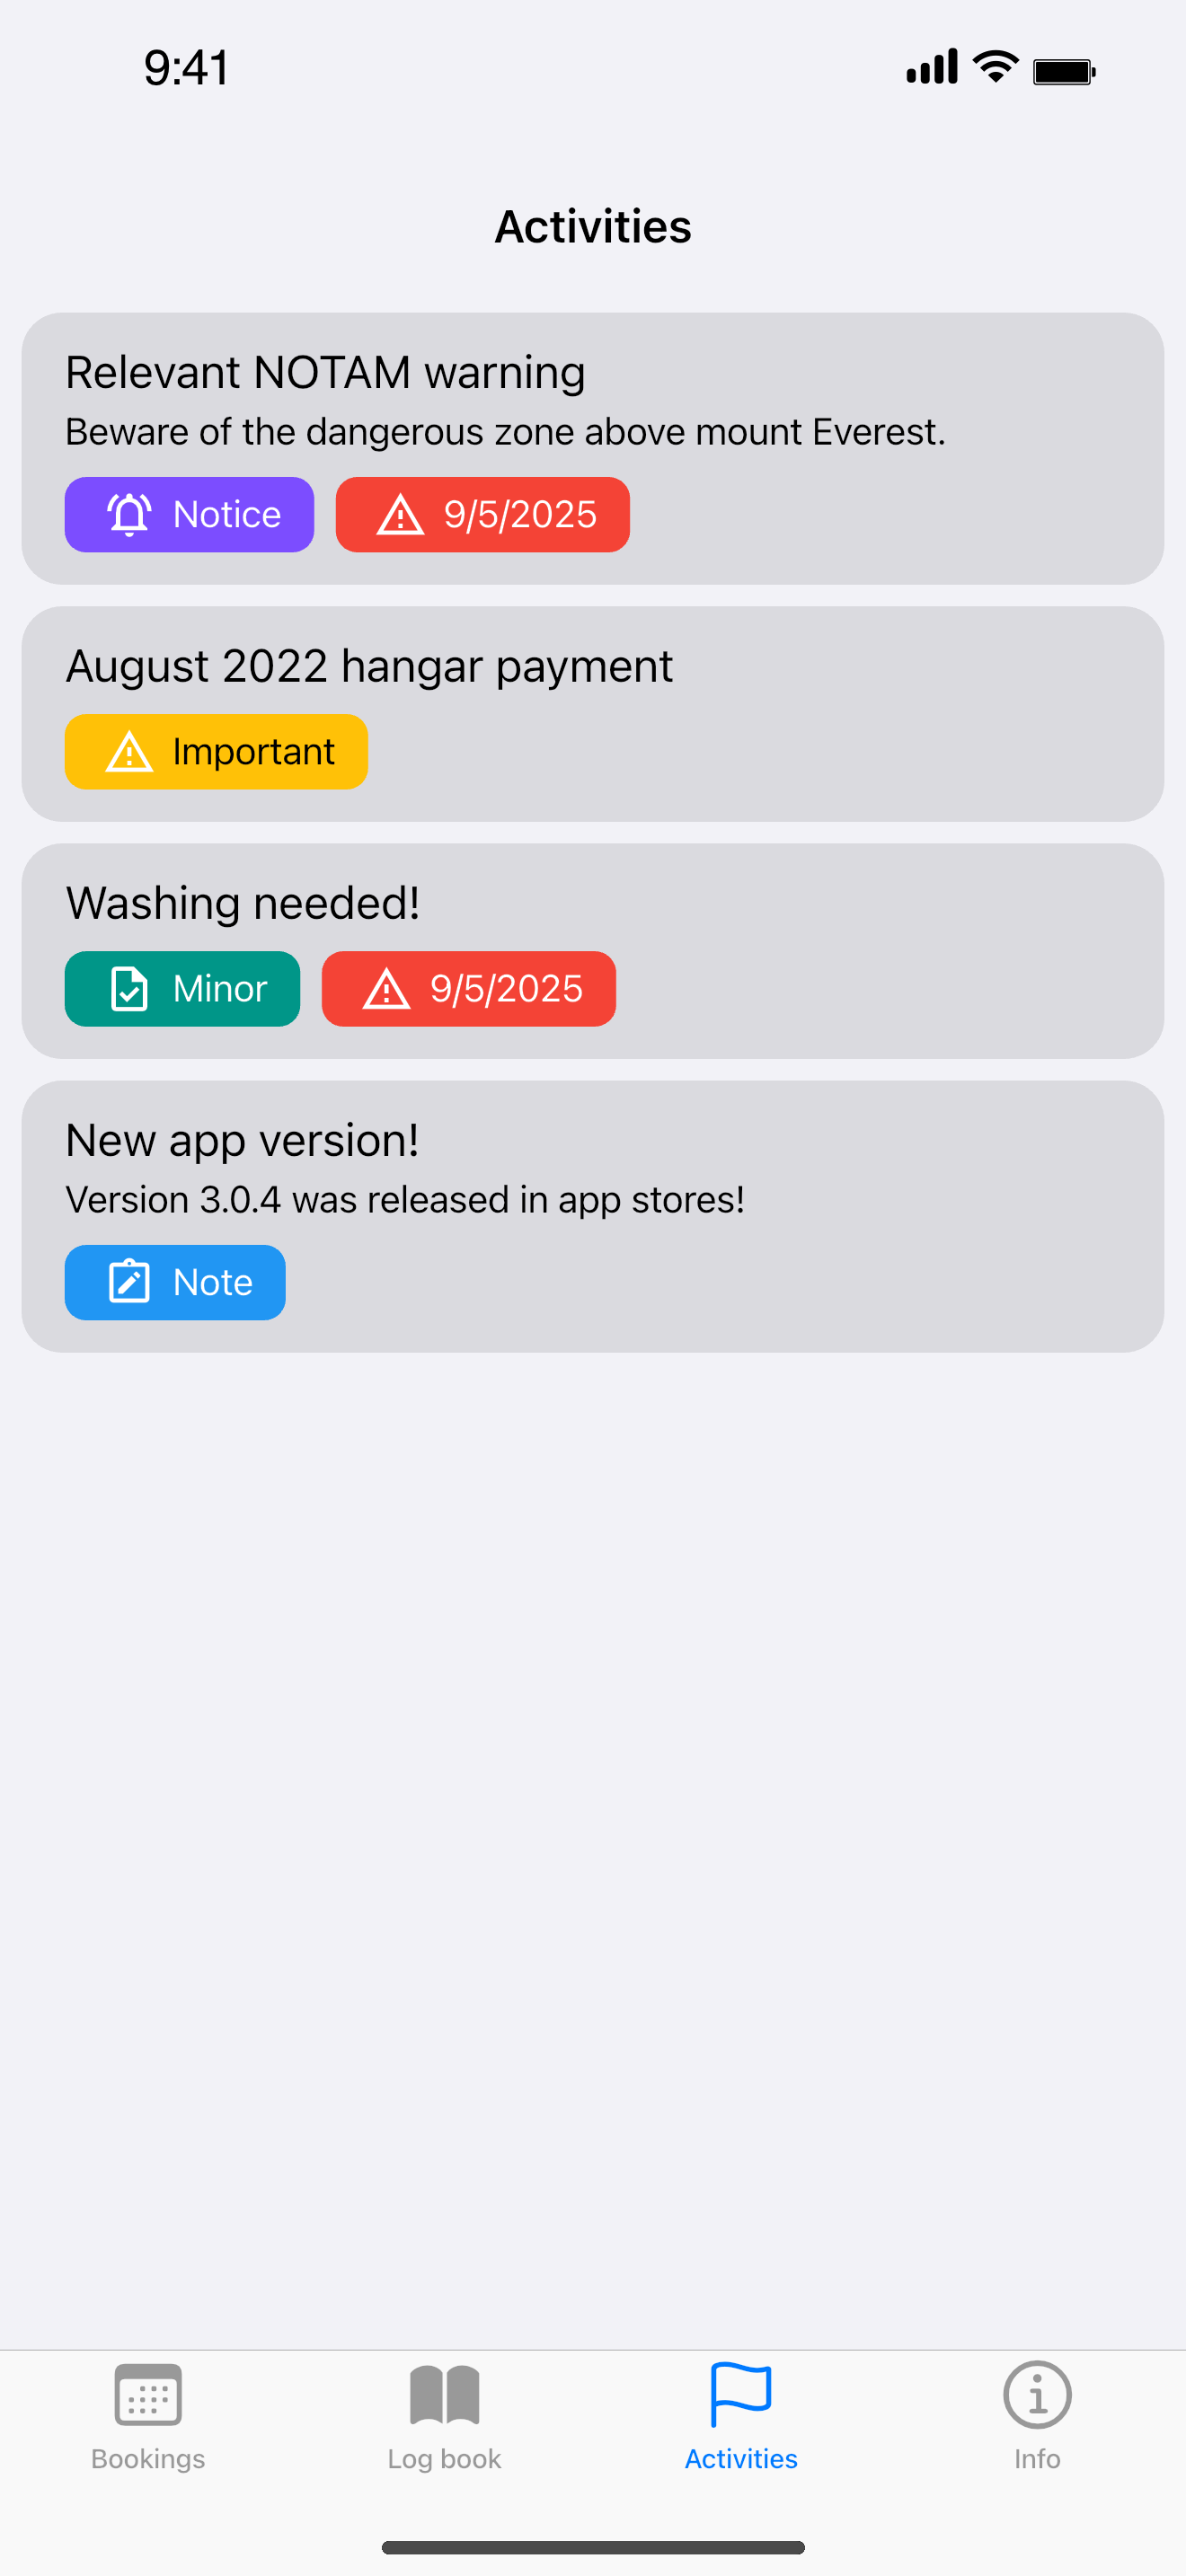 9:41
Activities
Relevant NOTAM warning
Beware of the dangerous zone above mount Everest.
Notice 9/5/2025
August 2022 hangar payment
Important
Washing needed!
Minor 9/5/2025
New app version!
Version 3.0.4 was released in app stores!
Note
Bookings Log book Activities Info